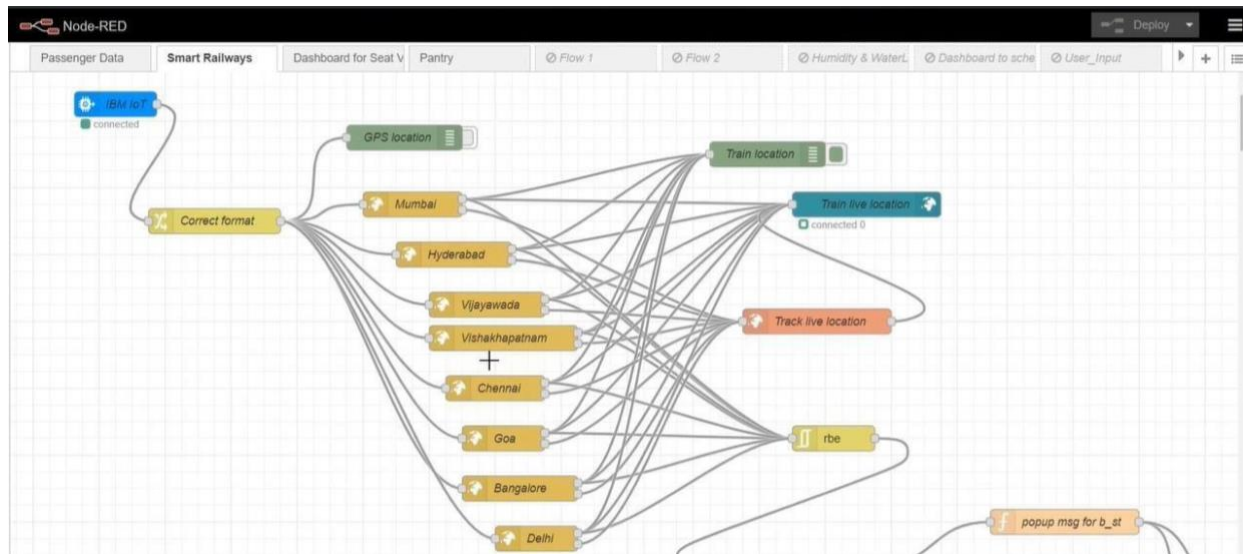 Node-RED
Deploy
Passenger Data
Smart Railways
Dashboard for Seat V
Pantry
Flow 1
Flow 2
Humidity & WaterL
Dashboard to sche
User_Input
IBM IoT
connected
GPS location
Train location
Mumbai
Train live location
Correct format
connected 0
Hyderabad
Vijayawada
Track live location
Vishakhapatnam
Chennai
Goa
rbe
Bangalore
popup msg for b_st
Delhi